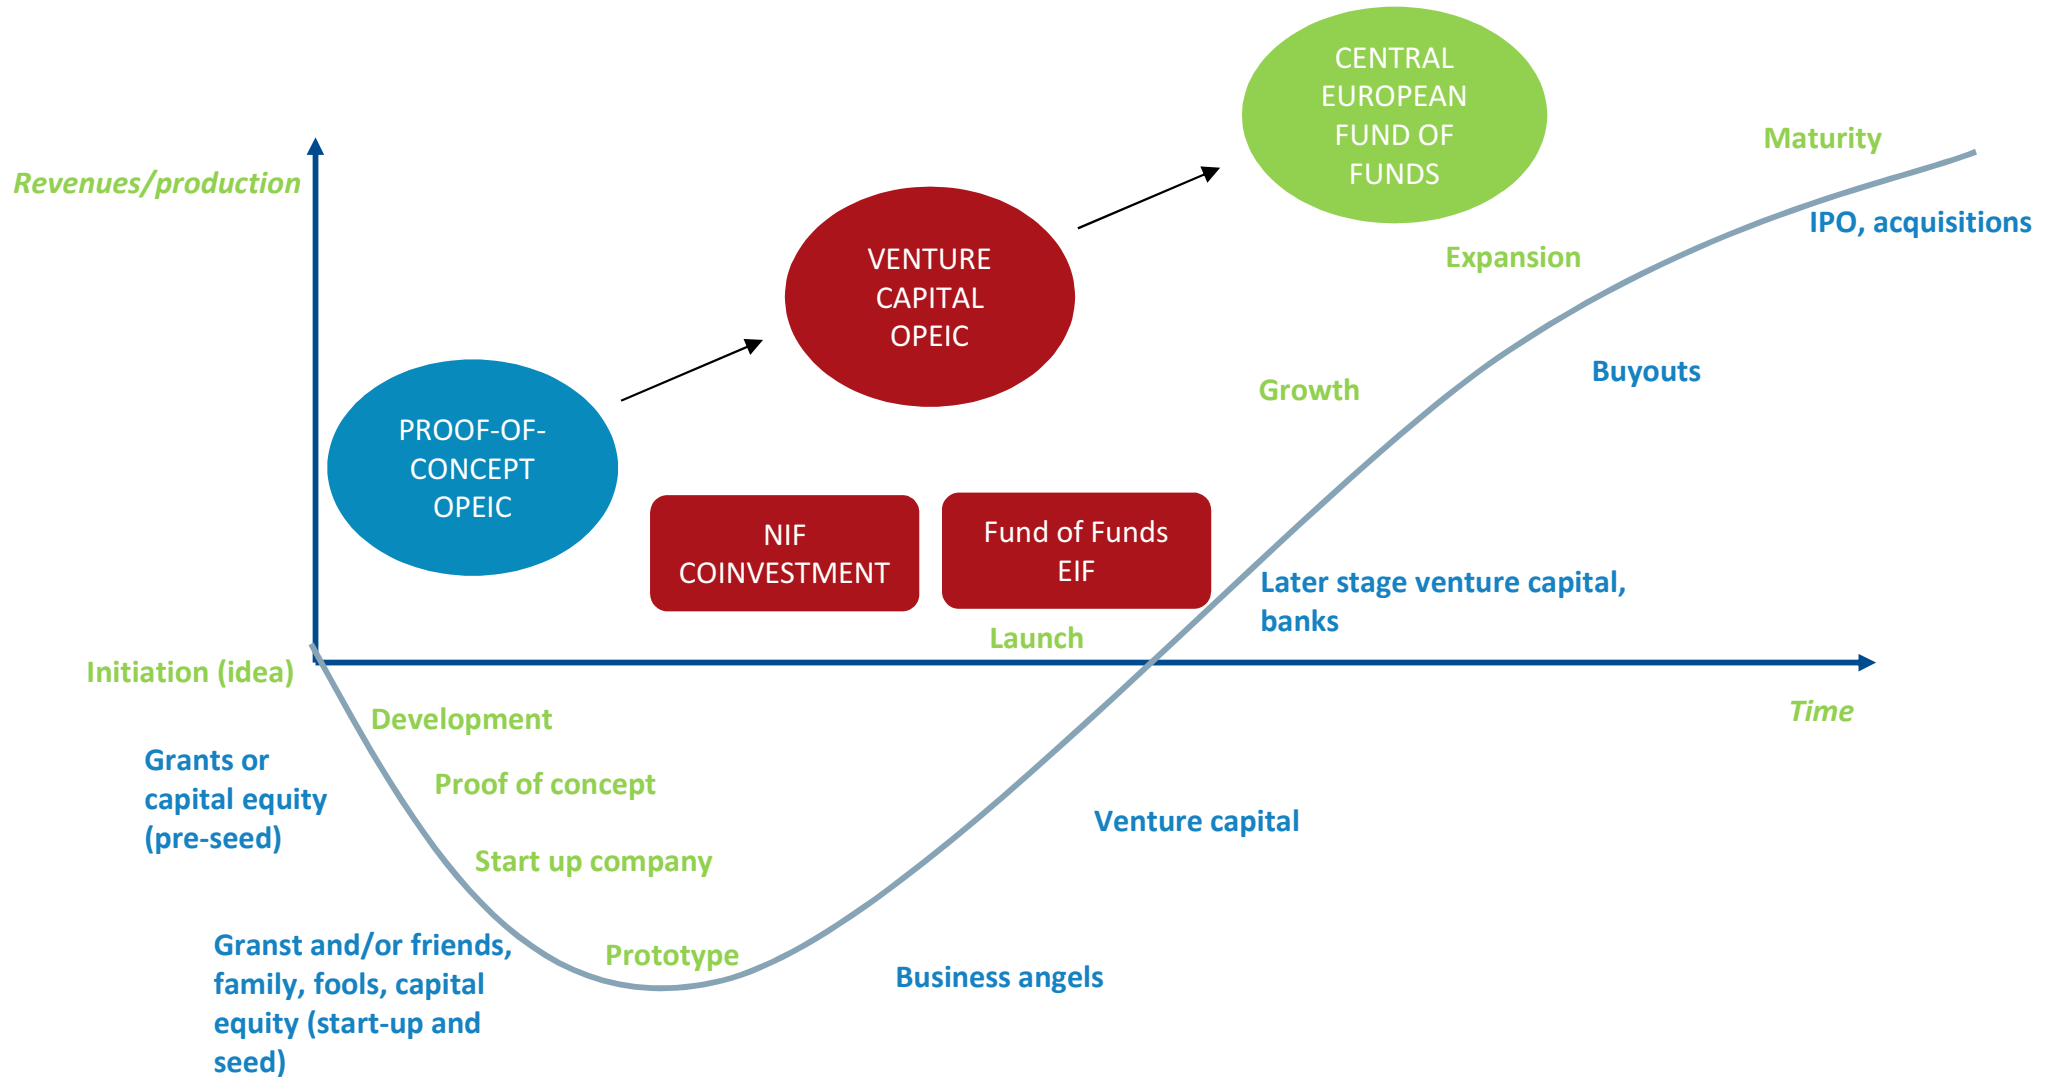 CENTRAL
EUROPEAN
FUND OF
FUNDS
Maturity
Revenues/production
IPO, acquisitions
VENTURE
CAPITAL
OPEIC
Expansion
Buyouts
Growth
PROOF-OF-
CONCEPT
OPEIC
NIF
COINVESTMENT
Fund of Funds
EIF
Later stage venture capital,
banks
Launch
Initiation (idea)
Time
Development
Grants or
capital equity
(pre-seed)
Proof of concept
Venture capital
Start up company
Granst and/or friends,
family, fools, capital
equity (start-up and
seed)
Prototype
Business angels